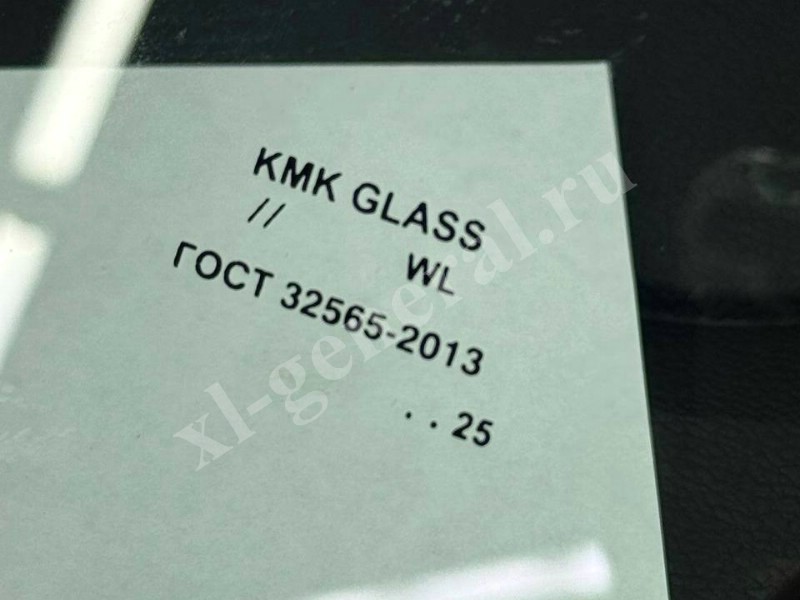 KMK GLASS
//
WL
ГОСТ 32565-2013
. . 25
xl-general.ru